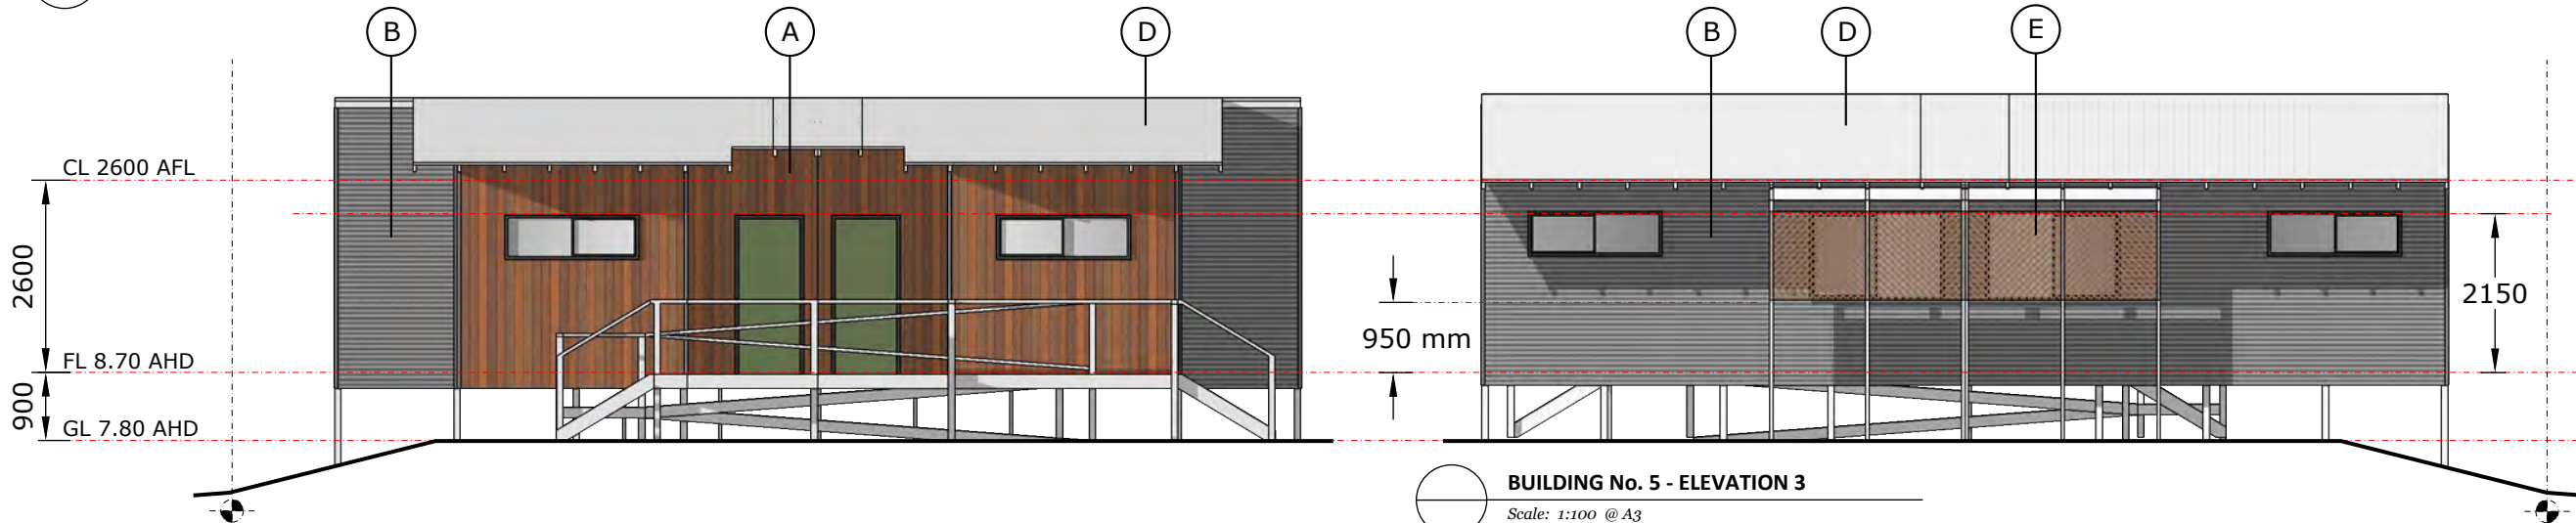 B
A
D
B
D
E
CL 2600 AFL
2600
2150
950 mm
FL 8.70 AHD
900
GL 7.80 AHD
BUILDING No. 5 - ELEVATION 3
Scale: 1:100 @ A3